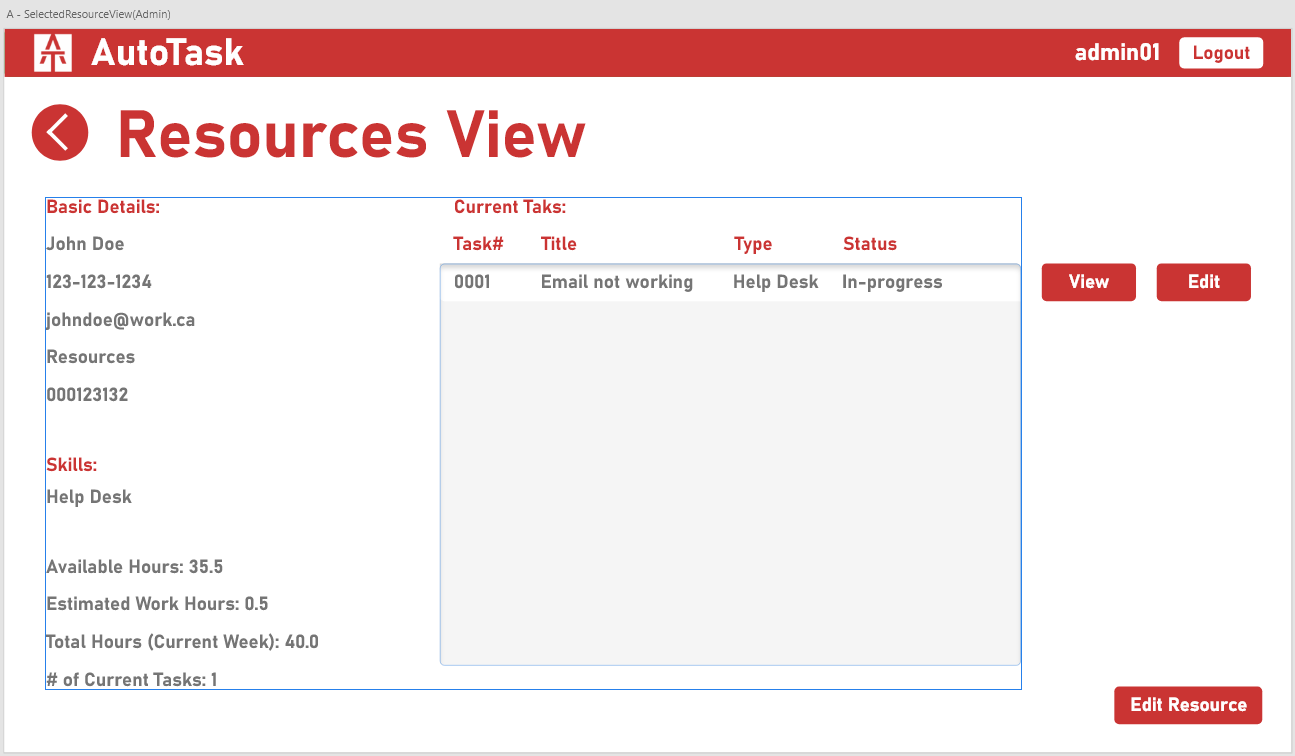 A - SelectedResourceView(Admin)
AutoTask
admin01
Logout
Resources View
Basic Details:
John Doe
123-123-1234
johndoe@work.ca
Resources
000123132
Skills:
Help Desk
Available Hours: 35.5
Estimated Work Hours: 0.5
Total Hours (Current Week): 40.0
# of Current Tasks: 1
Current Taks:
Task# Title Type Status
0001 Email not working Help Desk In-progress
View
Edit
Edit Resource